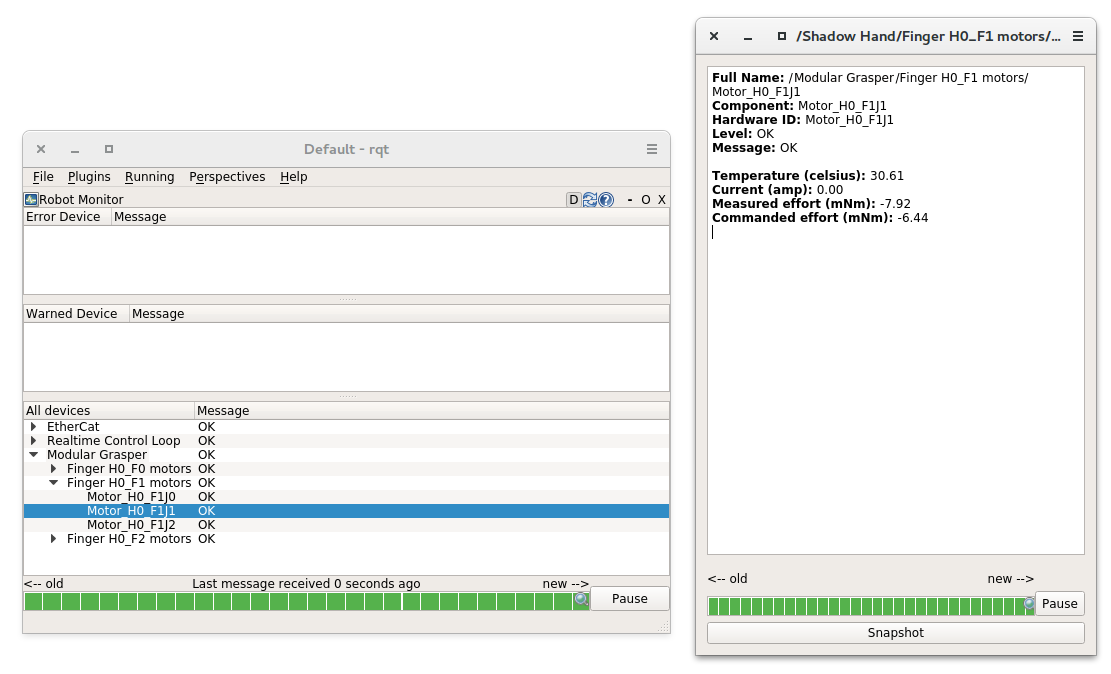 Default - rqt
File Plugins Running Perspectives Help
Robot Monitor D ? - O X
Error Device Message
Warned Device Message
All devices Message
EtherCat OK
Realtime Control Loop OK
Modular Grasper OK
Finger H0_F0 motors OK
Finger H0_F1 motors OK
Motor_H0_F1J0 OK
Motor_H0_F1J1 OK
Motor_H0_F1J2 OK
Finger H0_F2 motors OK
<-- old Last message received 0 seconds ago new -->
Pause
/Shadow Hand/Finger H0_F1 motors/...
Full Name: /Modular Grasper/Finger H0_F1 motors/
Motor_H0_F1J1
Component: Motor_H0_F1J1
Hardware ID: Motor_H0_F1J1
Level: OK
Message: OK
Temperature (celsius): 30.61
Current (amp): 0.00
Measured effort (mNm): -7.92
Commanded effort (mNm): -6.44
<-- old new -->
Pause
Snapshot